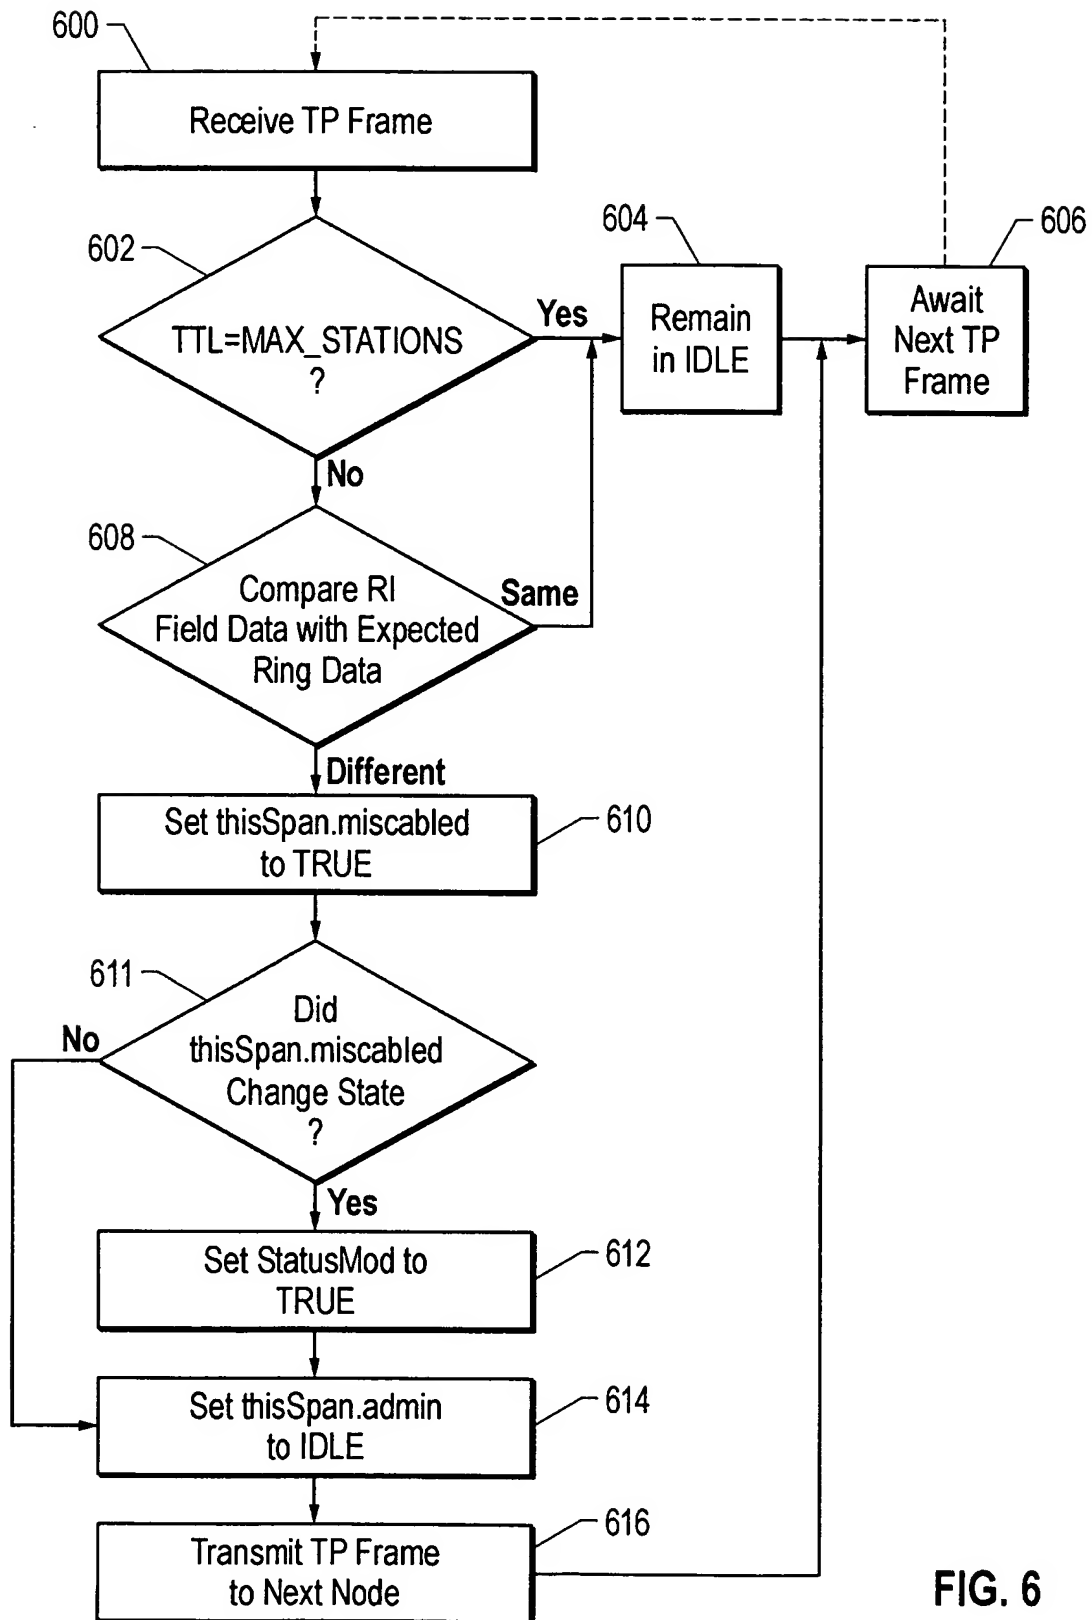 600
Receive TP Frame
602
TTL=MAX_STATIONS
?
Yes
604
Remain
in IDLE
606
Await
Next TP
Frame
No
608
Compare RI
Field Data with Expected
Ring Data
Same
Different
Set thisSpan.miscabled
to TRUE
610
611
Did
thisSpan.miscabled
Change State
?
No
Yes
Set StatusMod to
TRUE
612
Set thisSpan.admin
to IDLE
614
Transmit TP Frame
to Next Node
616
FIG. 6